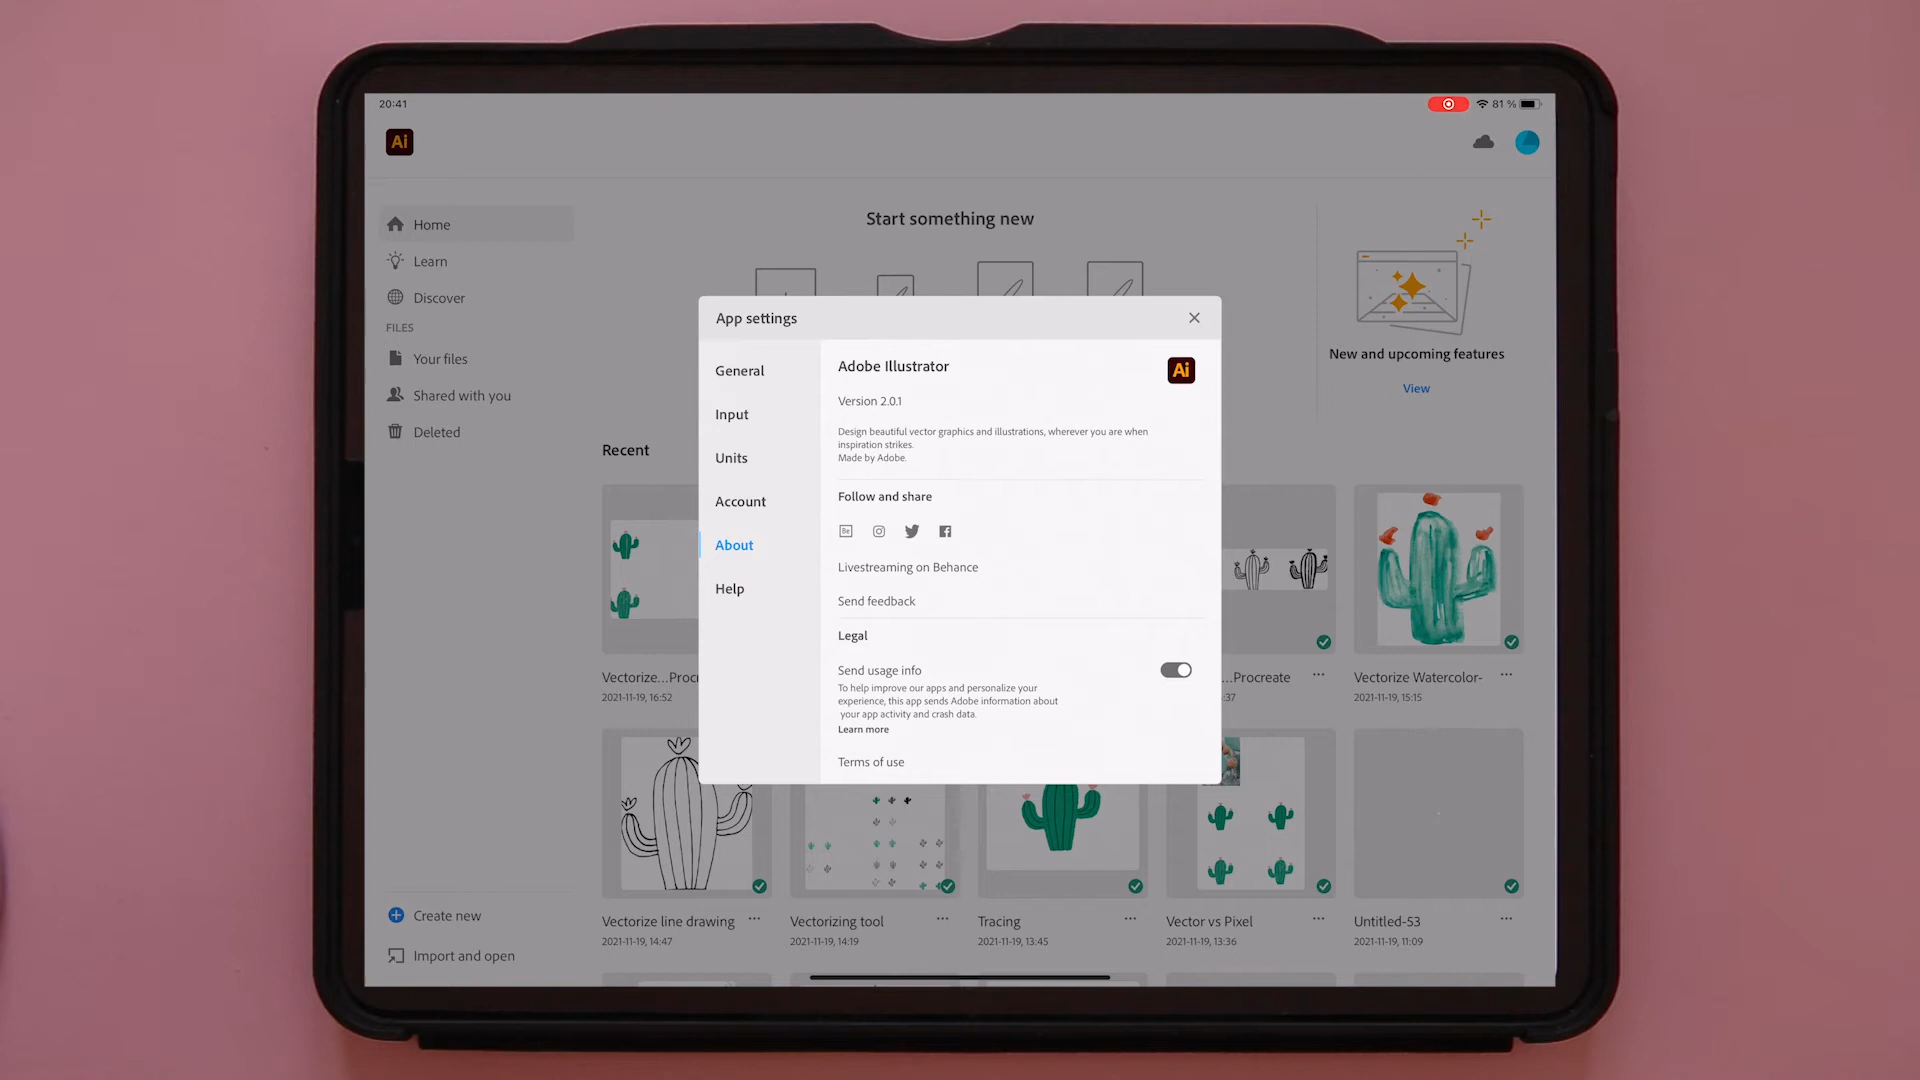 20:41
81 %
Ai
Home
Learn
Discover
FILES
Your files
Shared with you
Deleted
Create new
Import and open
Start something new
New and upcoming features
View
Recent
App settings
General
Input
Units
Account
About
Help
Adobe Illustrator
Ai
Version 2.0.1
Design beautiful vector graphics and illustrations, wherever you are when
inspiration strikes.
Made by Adobe.
Follow and share
Be
Livestreaming on Behance
Send feedback
Legal
Send usage info
To help improve our apps and personalize your
experience, this app sends Adobe information about
your app activity and crash data.
Learn more
Terms of use
Vectorize...Procr
2021-11-19, 16:52
...Procreate
:37
Vectorize Watercolor-
2021-11-19, 15:15
Vectorize line drawing
2021-11-19, 14:47
Vectorizing tool
2021-11-19, 14:19
Tracing
2021-11-19, 13:45
Vector vs Pixel
2021-11-19, 13:36
Untitled-53
2021-11-19, 11:09